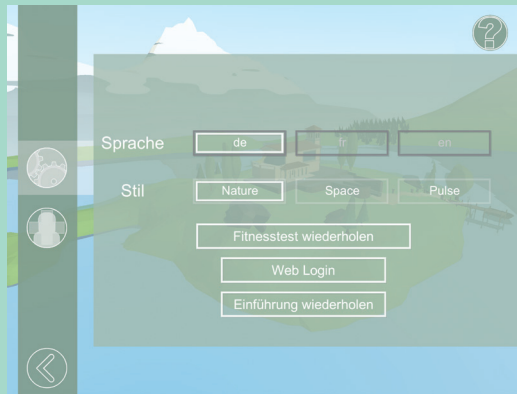 ?
Sprache de fr en
Stil Nature Space Pulse
Fitnesstest wiederholen
Web Login
Einführung wiederholen